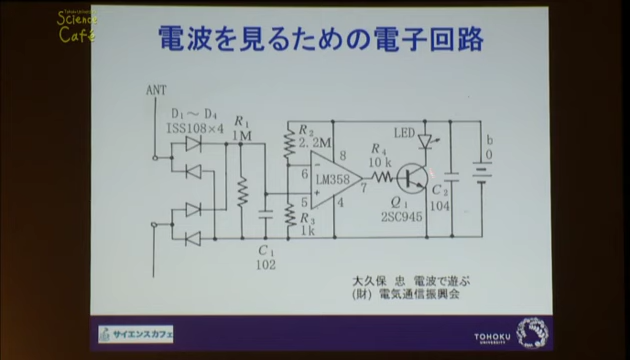 Science
Café
電波を見るための電子回路
ANT
D1～D4
ISS108×4
R1
1M
R2
2.2M
LM358
6
5
8
4
7
R3
1k
C1
102
R4
10k
LED
Q1
2SC945
C2
104
b
0
大久保 忠 電波で遊ぶ
(財) 電気通信振興会
サイエンスカフェ
TOHOKU
UNIVERSITY